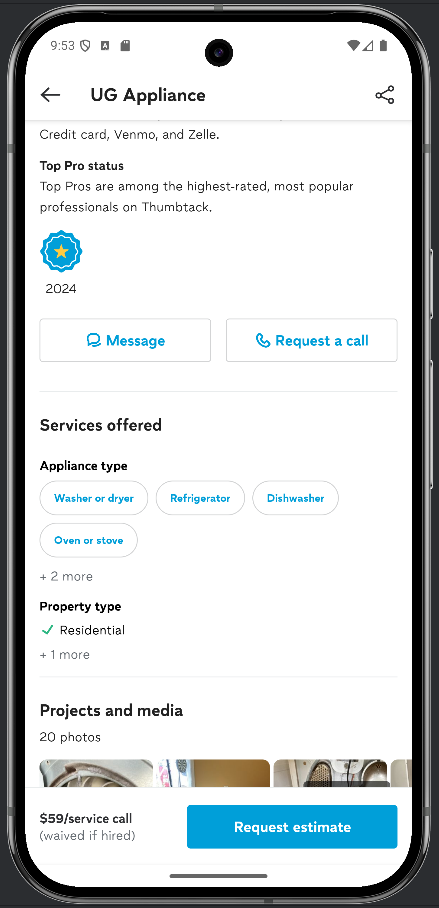 9:53
UG Appliance
Credit card, Venmo, and Zelle.
Top Pro status
Top Pros are among the highest-rated, most popular
professionals on Thumbtack.
2024
Message
Request a call
Services offered
Appliance type
Washer or dryer
Refrigerator
Dishwasher
Oven or stove
+ 2 more
Property type
Residential
+ 1 more
Projects and media
20 photos
$59/service call
(waived if hired)
Request estimate